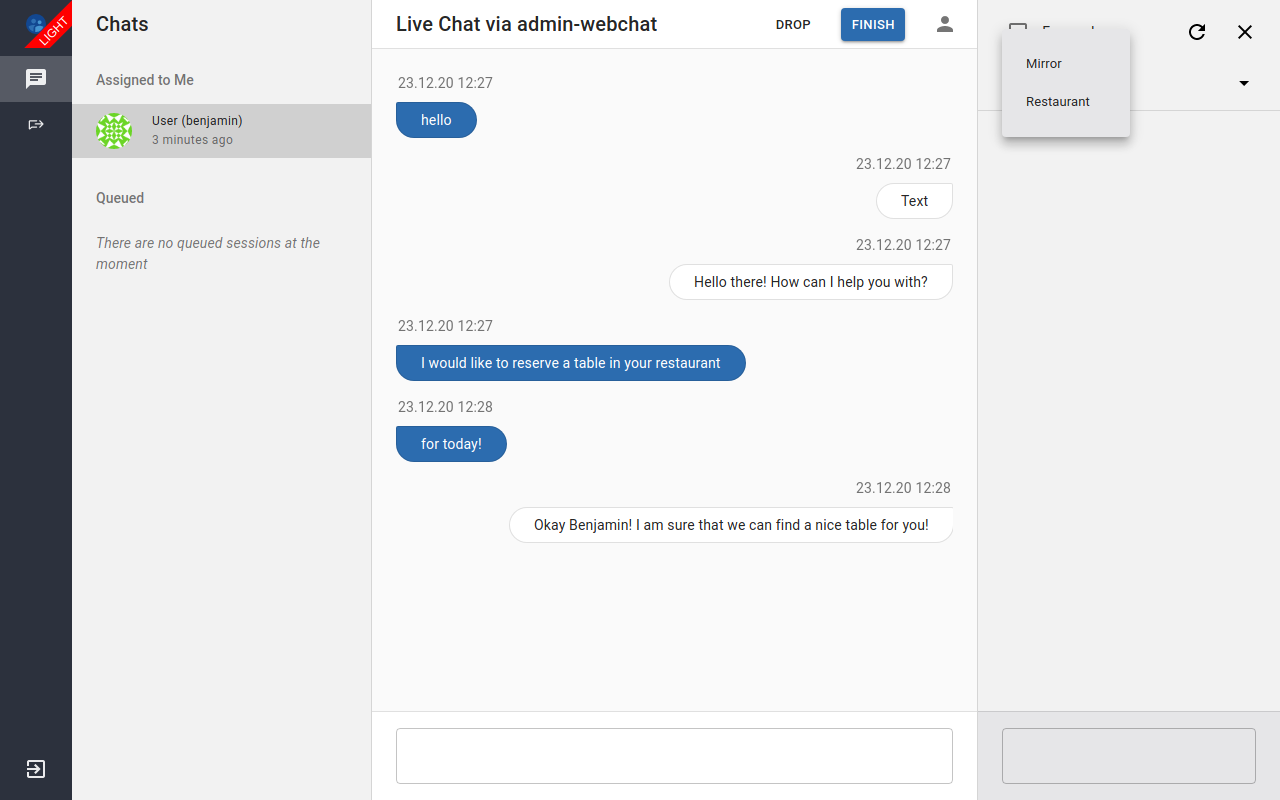 LIGHT
Chats
Assigned to Me
User (benjamin)
3 minutes ago
Queued
There are no queued sessions at the
moment
Live Chat via admin-webchat
DROP
FINISH
23.12.20 12:27
hello
23.12.20 12:27
Text
23.12.20 12:27
Hello there! How can I help you with?
23.12.20 12:27
I would like to reserve a table in your restaurant
23.12.20 12:28
for today!
23.12.20 12:28
Okay Benjamin! I am sure that we can find a nice table for you!
Mirror
Restaurant